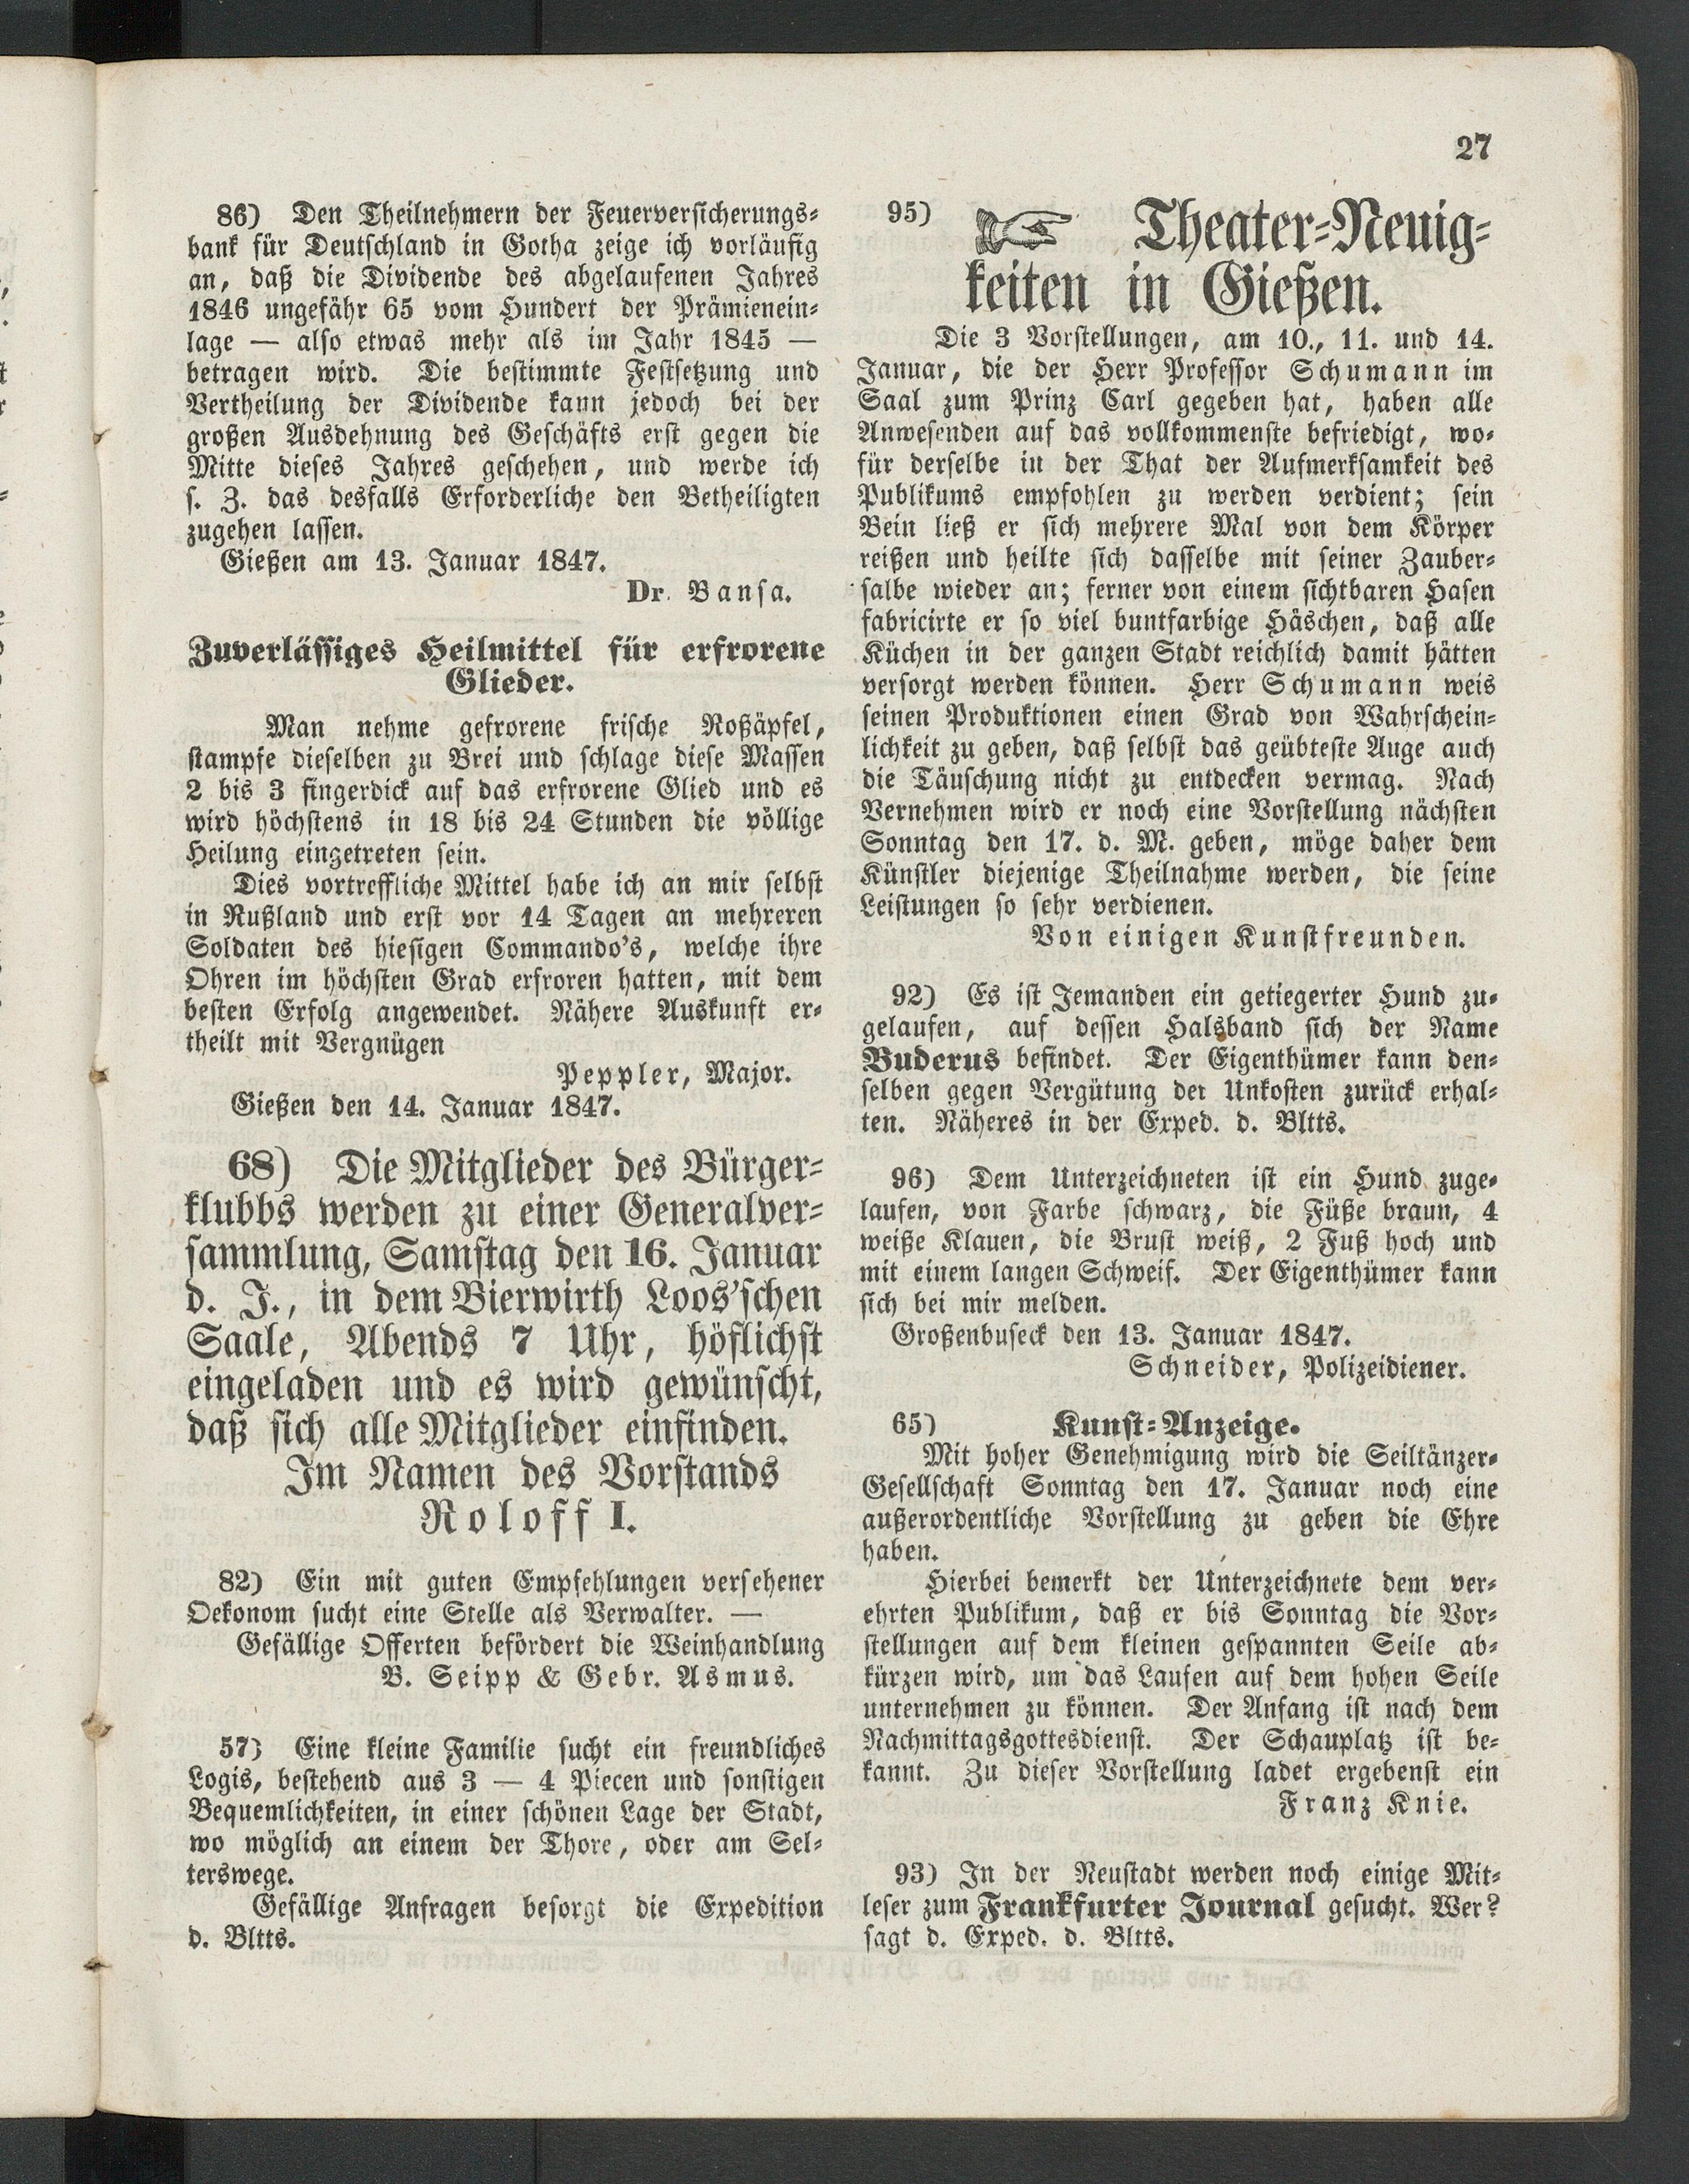 27
86) Den Theilnehmern der Feuerversicherungs-
bank für Deutschland in Gotha zeige ich vorläufig
an, daß die Dividende des abgelaufenen Jahres
1846 ungefähr 65 vom Hundert der Prämienein-
lage — also etwas mehr als im Jahr 1845 —
betragen wird. Die bestimmte Festsetzung und
Vertheilung der Dividende kann jedoch bei der
großen Ausdehnung des Geschäfts erst gegen die
Mitte dieses Jahres geschehen, und werde ich
s. Z. das desfalls Erforderliche den Betheiligten
zugehen lassen.
Gießen am 13. Januar 1847.
Dr. Bansa.
Zuverlässiges Heilmittel für erfrorene
Glieder.
Man nehme gefrorene frische Roßäpfel,
stampfe dieselben zu Brei und schlage diese Massen
2 bis 3 fingerdick auf das erfrorene Glied und es
wird höchstens in 18 bis 24 Stunden die völlige
Heilung eingetreten sein.
Dies vortreffliche Mittel habe ich an mir selbst
in Rußland und erst vor 14 Tagen an mehreren
Soldaten des hiesigen Commando's, welche ihre
Ohren im höchsten Grad erfroren hatten, mit dem
besten Erfolg angewendet. Nähere Auskunft er-
theilt mit Vergnügen
Peppler, Major.
Gießen den 14. Januar 1847.
68) Die Mitglieder des Bürger-
klubbs werden zu einer Generalver-
sammlung, Samstag den 16. Januar
d. J., in dem Bierwirth Loos'schen
Saale, Abends 7 Uhr, höflichst
eingeladen und es wird gewünscht,
daß sich alle Mitglieder einfinden.
Im Namen des Vorstands
Roloff I.
82) Ein mit guten Empfehlungen versehener
Oekonom sucht eine Stelle als Verwalter. —
Gefällige Offerten befördert die Weinhandlung
B. Seipp & Gebr. Asmus.
57) Eine kleine Familie sucht ein freundliches
Logis, bestehend aus 3 — 4 Piecen und sonstigen
Bequemlichkeiten, in einer schönen Lage der Stadt,
wo möglich an einem der Thore, oder am Sel-
terswege.
Gefällige Anfragen besorgt die Expedition
d. Bltts.
95) Theater-Neuig-
keiten in Gießen.
Die 3 Vorstellungen, am 10., 11. und 14.
Januar, die der Herr Professor Schumann im
Saal zum Prinz Carl gegeben hat, haben alle
Anwesenden auf das vollkommenste befriedigt, wo-
für derselbe in der That der Aufmerksamkeit des
Publikums empfohlen zu werden verdient; sein
Bein ließ er sich mehrere Mal von dem Körper
reißen und heilte sich dasselbe mit seiner Zauber-
salbe wieder an; ferner von einem sichtbaren Hasen
fabricirte er so viel buntfarbige Häschen, daß alle
Küchen in der ganzen Stadt reichlich damit hätten
versorgt werden können. Herr Schumann weis
seinen Produktionen einen Grad von Wahrschein-
lichkeit zu geben, daß selbst das geübteste Auge auch
die Täuschung nicht zu entdecken vermag. Nach
Vernehmen wird er noch eine Vorstellung nächsten
Sonntag den 17. d. M. geben, möge daher dem
Künstler diejenige Theilnahme werden, die seine
Leistungen so sehr verdienen.
Von einigen Kunstfreunden.
92) Es ist Jemanden ein getiegerter Hund zu-
gelaufen, auf dessen Halsband sich der Name
Buderus befindet. Der Eigenthümer kann den-
selben gegen Vergütung der Unkosten zurück erhal-
ten. Näheres in der Exped. d. Bltts.
96) Dem Unterzeichneten ist ein Hund zuge-
laufen, von Farbe schwarz, die Füße braun, 4
weiße Klauen, die Brust weiß, 2 Fuß hoch und
mit einem langen Schweif. Der Eigenthümer kann
sich bei mir melden.
Großenbuseck den 13. Januar 1847.
Schneider, Polizeidiener.
65) Kunst-Anzeige.
Mit hoher Genehmigung wird die Seiltänzer-
Gesellschaft Sonntag den 17. Januar noch eine
außerordentliche Vorstellung zu geben die Ehre
haben.
Hierbei bemerkt der Unterzeichnete dem ver-
ehrten Publikum, daß er bis Sonntag die Vor-
stellungen auf dem kleinen gespannten Seile ab-
kürzen wird, um das Laufen auf dem hohen Seile
unternehmen zu können. Der Anfang ist nach dem
Nachmittagsgottesdienst. Der Schauplatz ist be-
kannt. Zu dieser Vorstellung ladet ergebenst ein
Franz Knie.
93) In der Neustadt werden noch einige Mit-
leser zum Frankfurter Journal gesucht. Wer?
sagt d. Exped. d. Bltts.